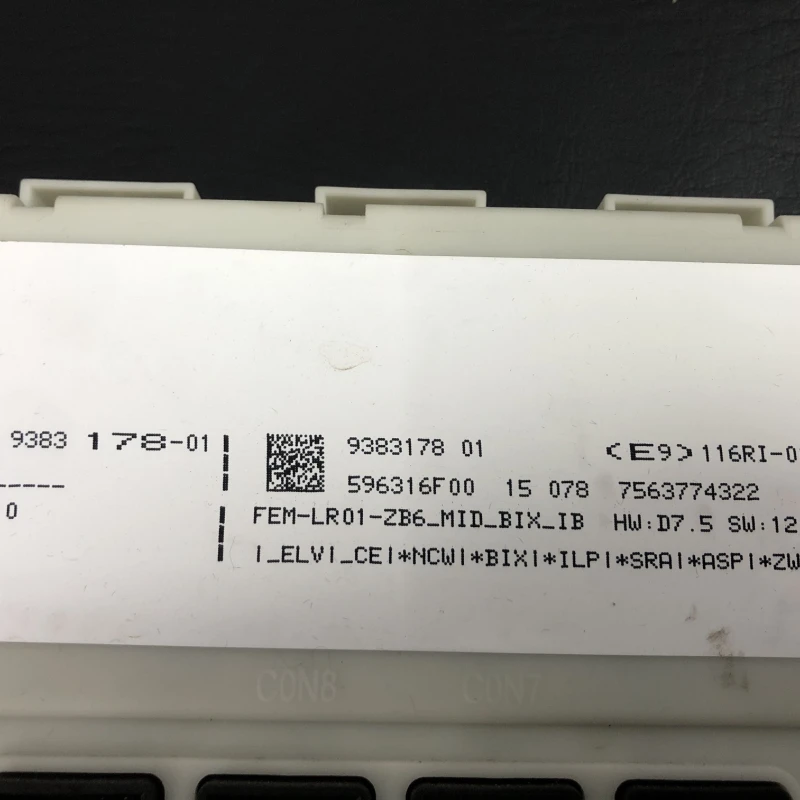 9383 178-01
9383178 01
<E9> 116RI-0
596316F00 15 078 7563774322
0
FEM-LR01-ZB6_MID_BIX_IB HW:D7.5 SW:12
|_ELV|_CE|*NCW|*BIX|*ILP|*SRA|*ASP|*ZW
CON8
CON7